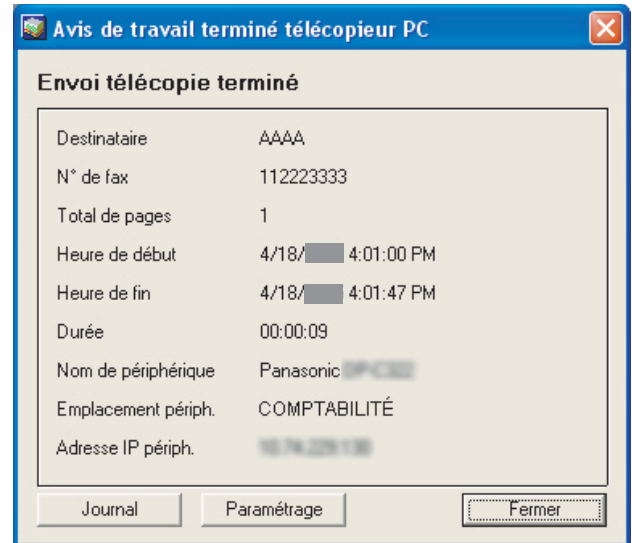 Avis de travail terminé télécopieur PC
Envoi télécopie terminé
Destinataire AAAA
N° de fax 112223333
Total de pages 1
Heure de début 4/18/ 4:01:00 PM
Heure de fin 4/18/ 4:01:47 PM
Durée 00:00:09
Nom de périphérique Panasonic
Emplacement périph. COMPTABILITÉ
Adresse IP périph.
Journal Paramétrage Fermer